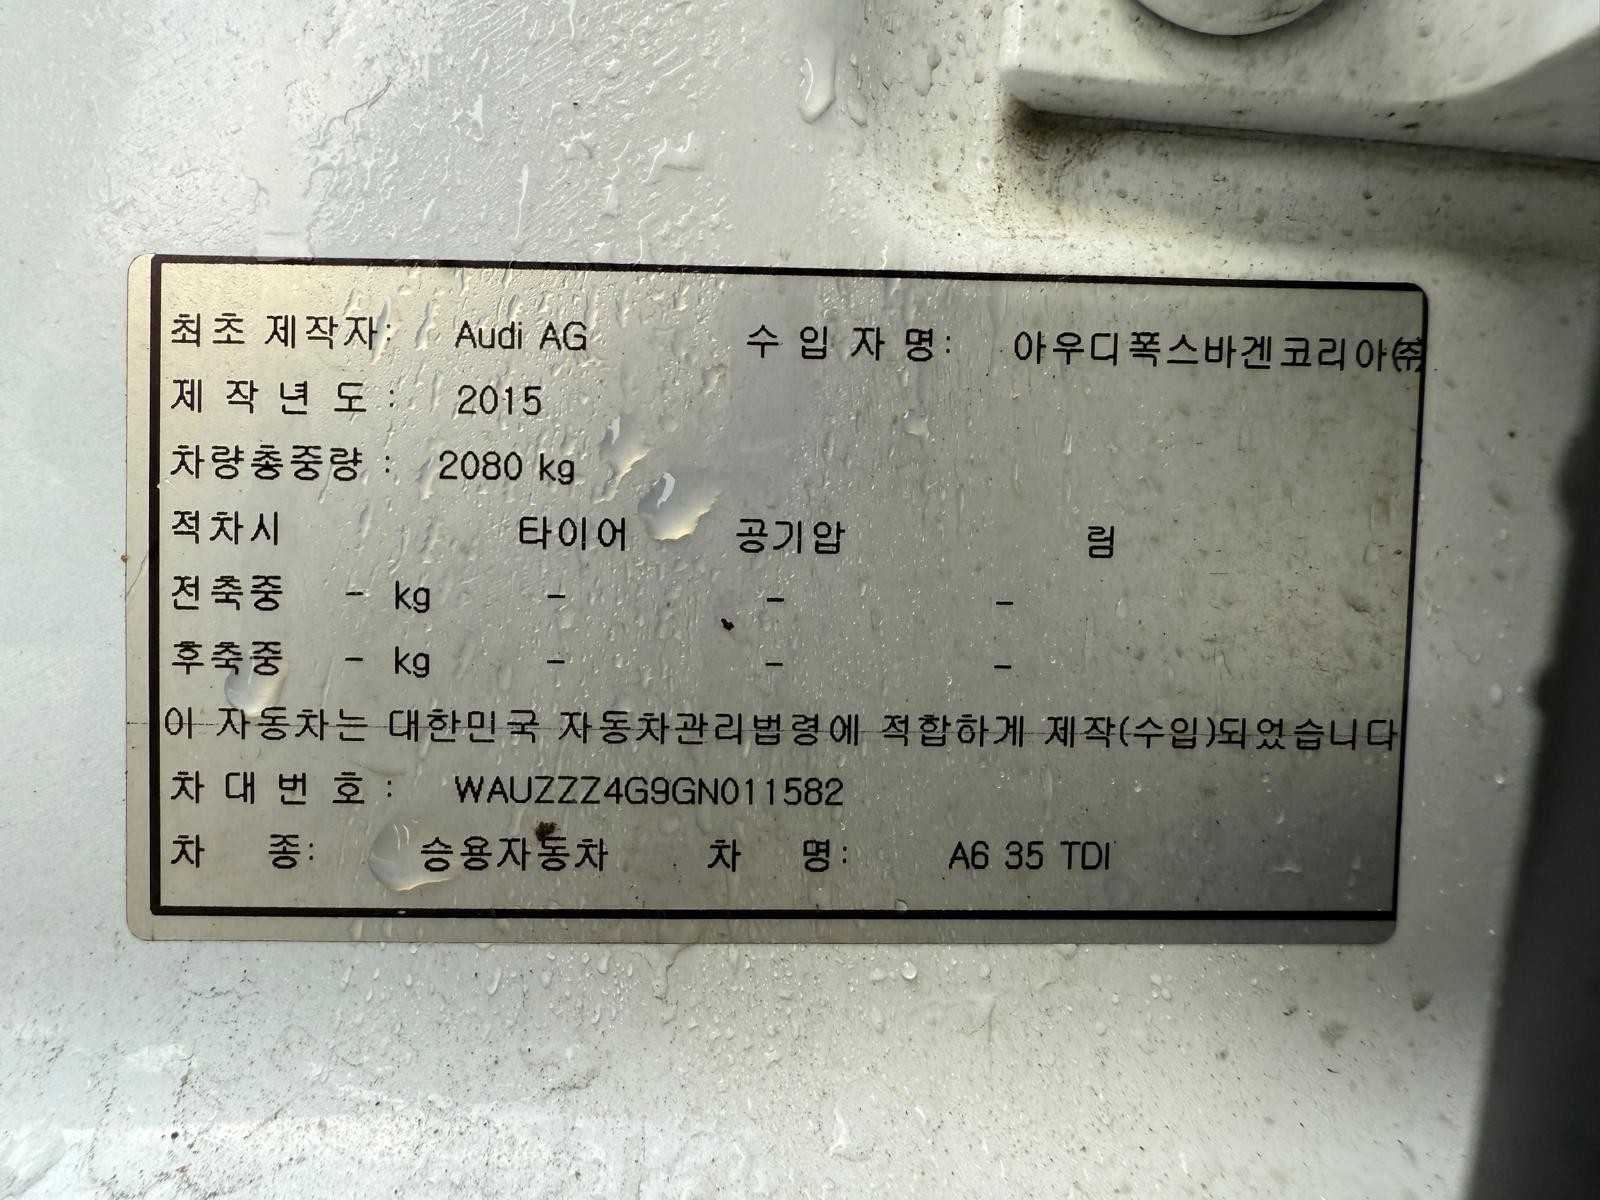 최초 제작자: Audi AG 수 입 자 명: 아우디폭스바겐코리아㈜
제 작 년 도 : 2015
차량총중량 : 2080 kg
적차시 타이어 공기압 림
전축중 - kg - - -
후축중 - kg - - -
이 자동차는 대한민국 자동차관리법령에 적합하게 제작(수입)되었습니다
차 대 번 호 : WAUZZZ4G9GN011582
차 종: 승용자동차 차 명: A6 35 TDI